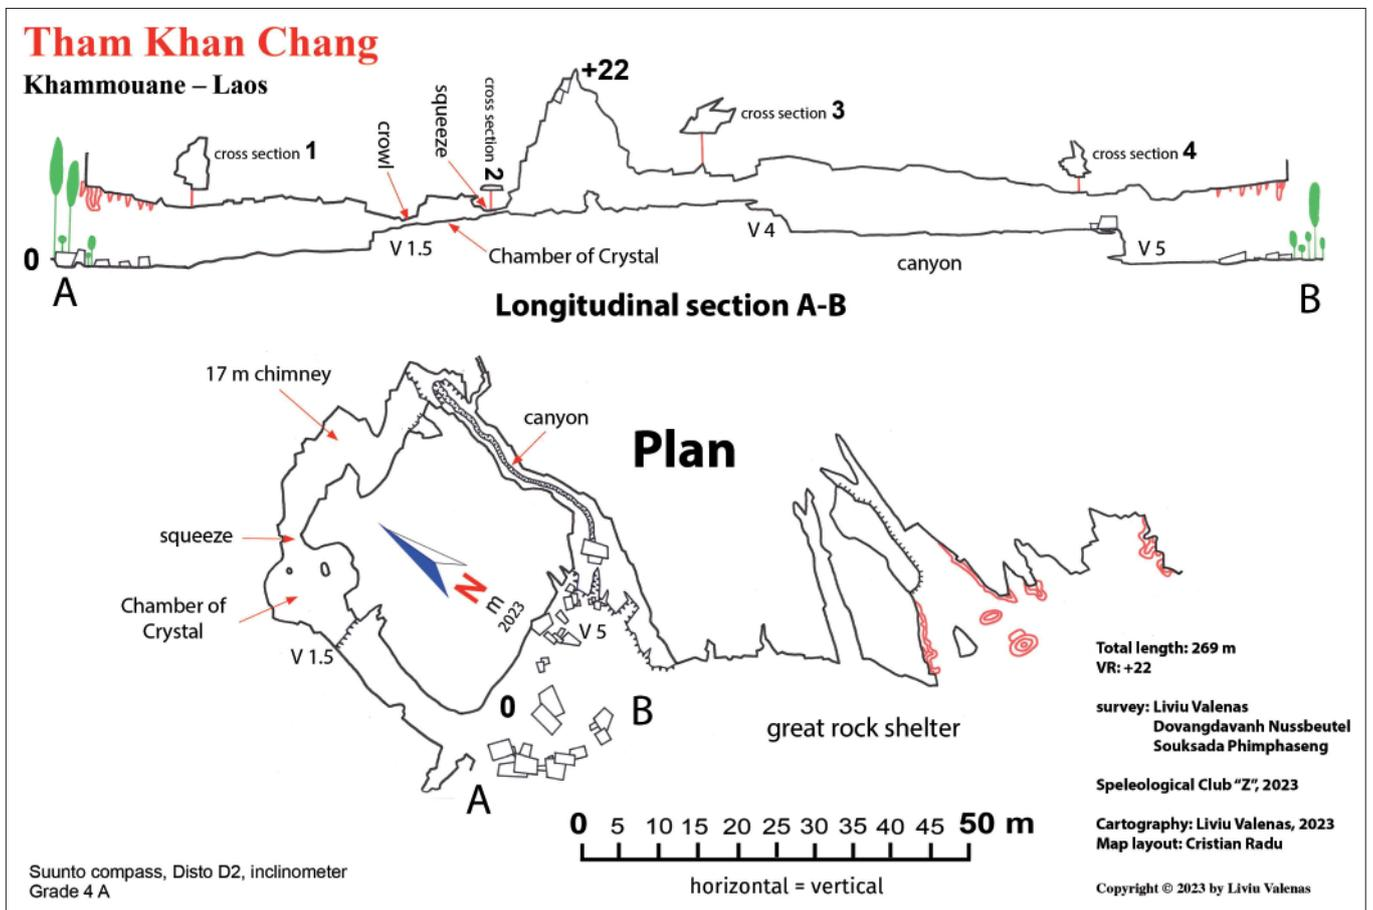 Tham Khan Chang
Khammouane – Laos
+22
cross section 1
crowl
squeeze
cross section 2
cross section 3
cross section 4
0
V 1.5
Chamber of Crystal
V 4
canyon
V 5
A
B
Longitudinal section A-B
17 m chimney
canyon
Plan
squeeze
N
m
2023
Chamber of
Crystal
V 1.5
V 5
0
B
A
great rock shelter
Total length: 269 m
VR: +22
survey: Liviu Valenas
Dovangdavanh Nussbeutel
Souksada Phimphaseng
Speleological Club “Z”, 2023
Cartography: Liviu Valenas, 2023
Map layout: Cristian Radu
Copyright © 2023 by Liviu Valenas
0 5 10 15 20 25 30 35 40 45 50 m
horizontal = vertical
Suunto compass, Disto D2, inclinometer
Grade 4 A